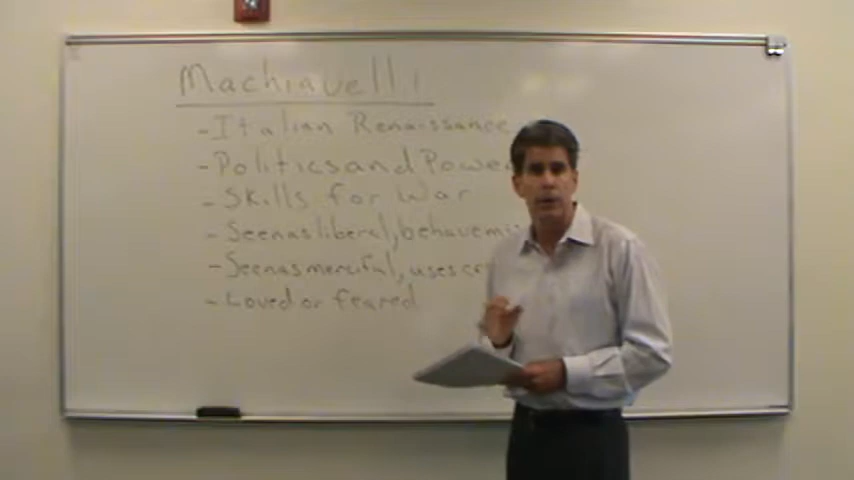 Machiavelli
- Italian Renaissance
- Politics and Power
- Skills for War
- Seen as liberal, behave
- Seen as merciful, uses
- Loved or feared